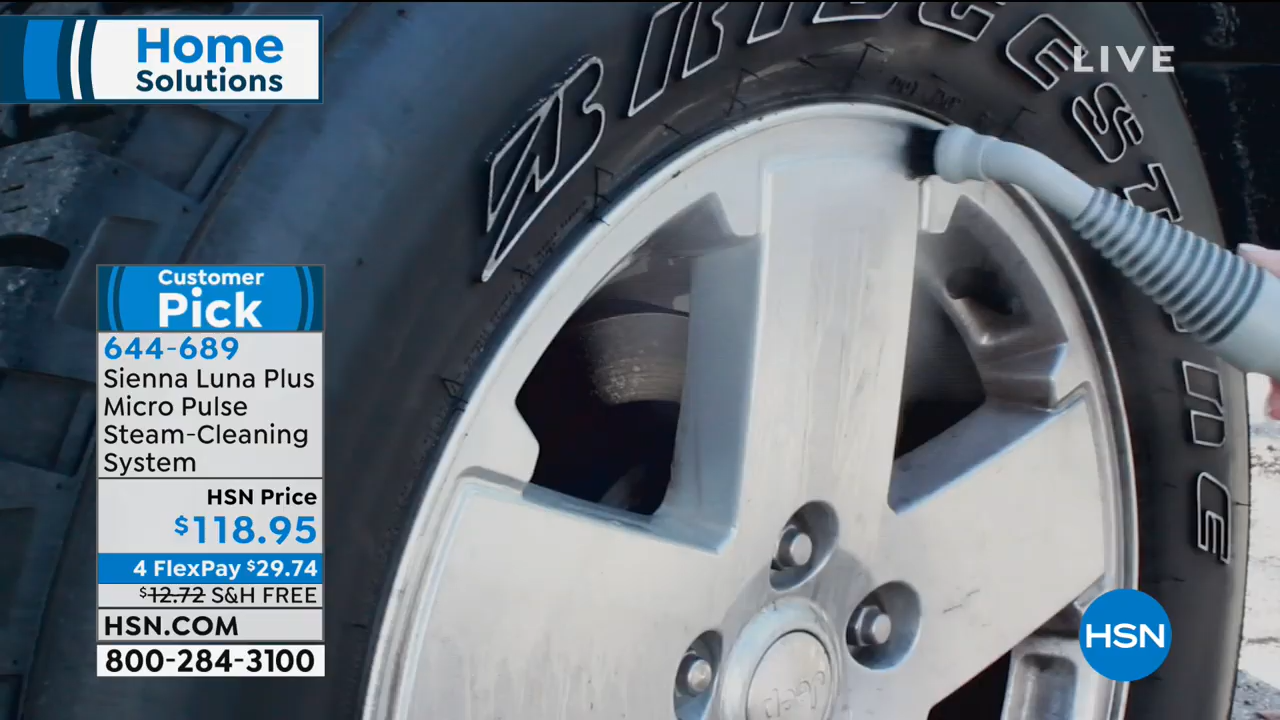 Home
Solutions
LIVE
BRIDGESTONE
Customer
Pick
644-689
Sienna Luna Plus
Micro Pulse
Steam-Cleaning
System
HSN Price
$118.95
4 FlexPay $29.74
$12.72 S&H FREE
HSN.COM
800-284-3100
HSN
Jeep